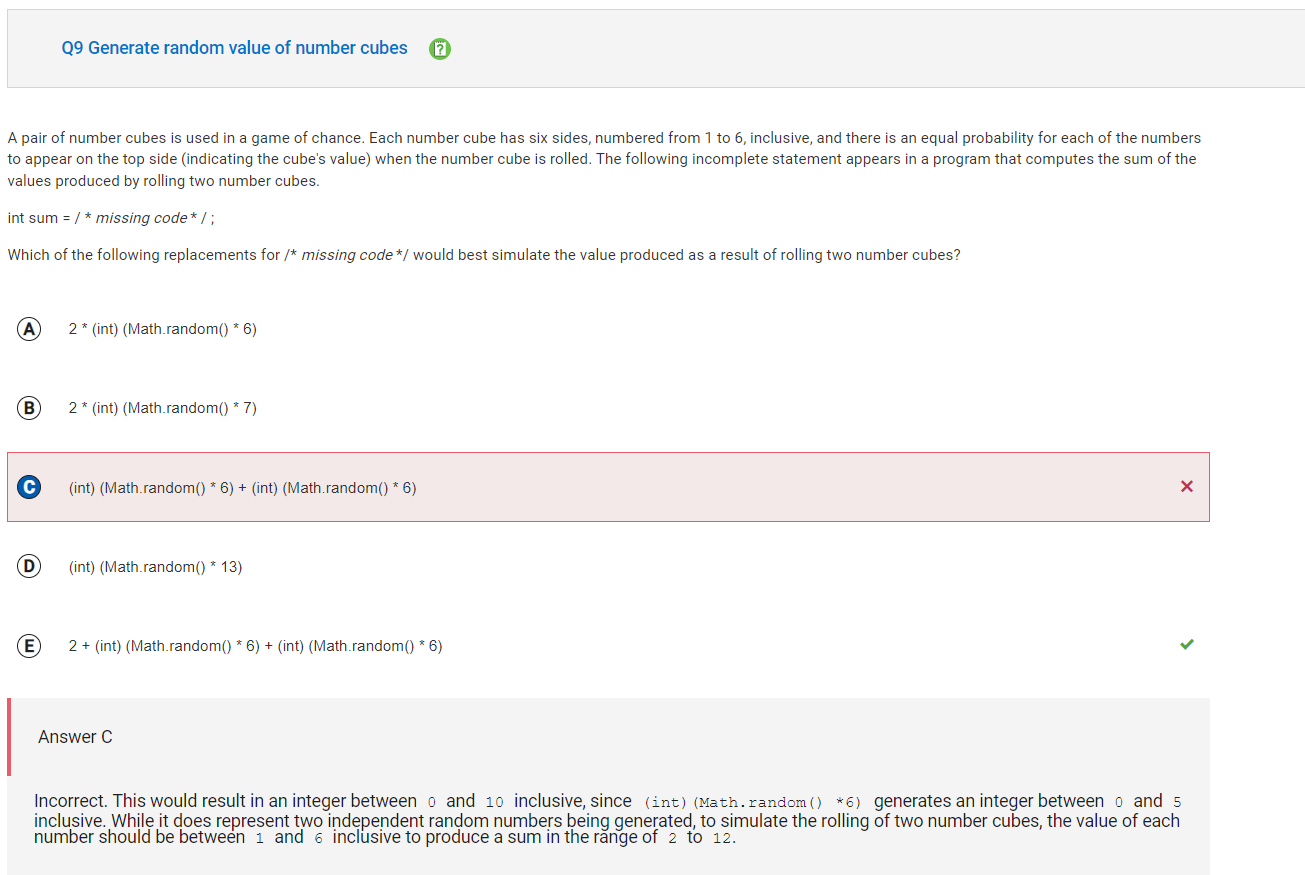 Q9 Generate random value of number cubes
A pair of number cubes is used in a game of chance. Each number cube has six sides, numbered from 1 to 6, inclusive, and there is an equal probability for each of the numbers
to appear on the top side (indicating the cube's value) when the number cube is rolled. The following incomplete statement appears in a program that computes the sum of the
values produced by rolling two number cubes.
int sum = / * missing code * / ;
Which of the following replacements for /* missing code */ would best simulate the value produced as a result of rolling two number cubes?
A 2 * (int) (Math.random() * 6)
B 2 * (int) (Math.random() * 7)
C (int) (Math.random() * 6) + (int) (Math.random() * 6)
D (int) (Math.random() * 13)
E 2 + (int) (Math.random() * 6) + (int) (Math.random() * 6)
Answer C
Incorrect. This would result in an integer between 0 and 10 inclusive, since (int)(Math.random() *6) generates an integer between 0 and 5
inclusive. While it does represent two independent random numbers being generated, to simulate the rolling of two number cubes, the value of each
number should be between 1 and 6 inclusive to produce a sum in the range of 2 to 12.